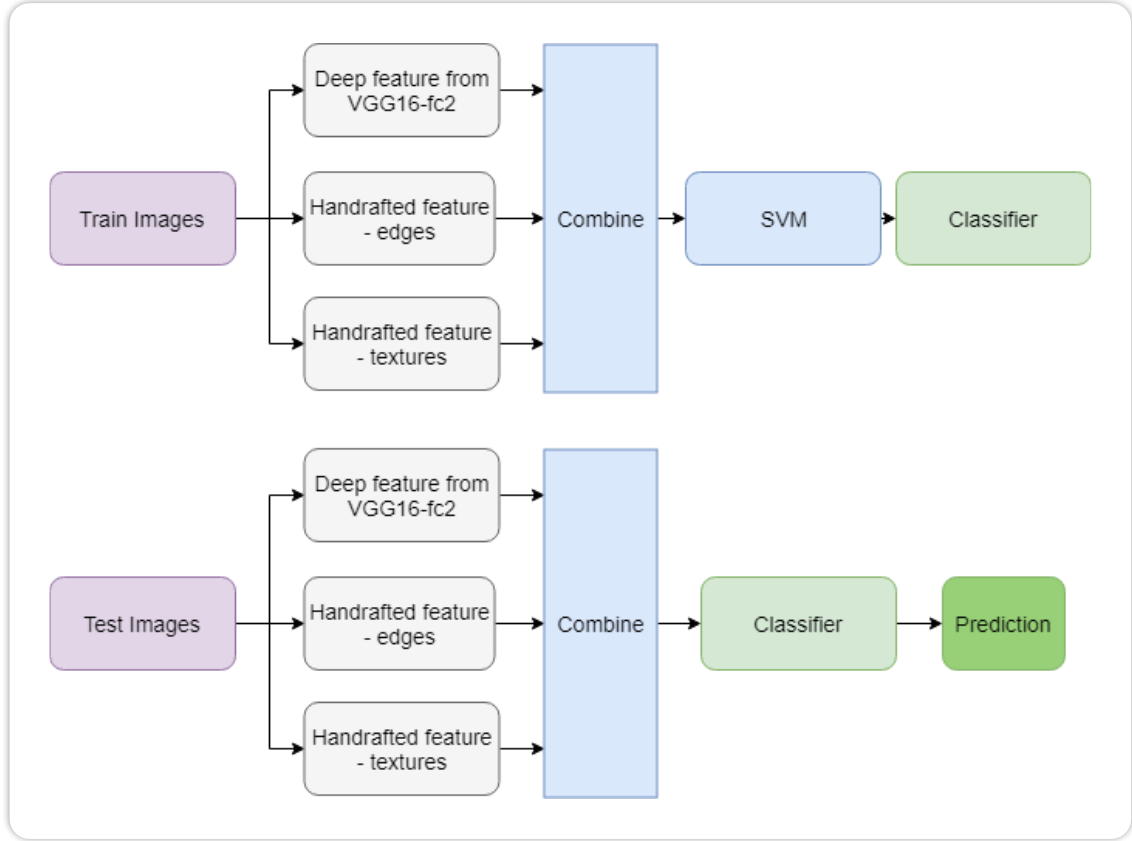 Deep feature from
VGG16-fc2
Train Images
Handrafted feature
- edges
Combine
SVM
Classifier
Handrafted feature
- textures
Deep feature from
VGG16-fc2
Test Images
Handrafted feature
- edges
Combine
Classifier
Prediction
Handrafted feature
- textures